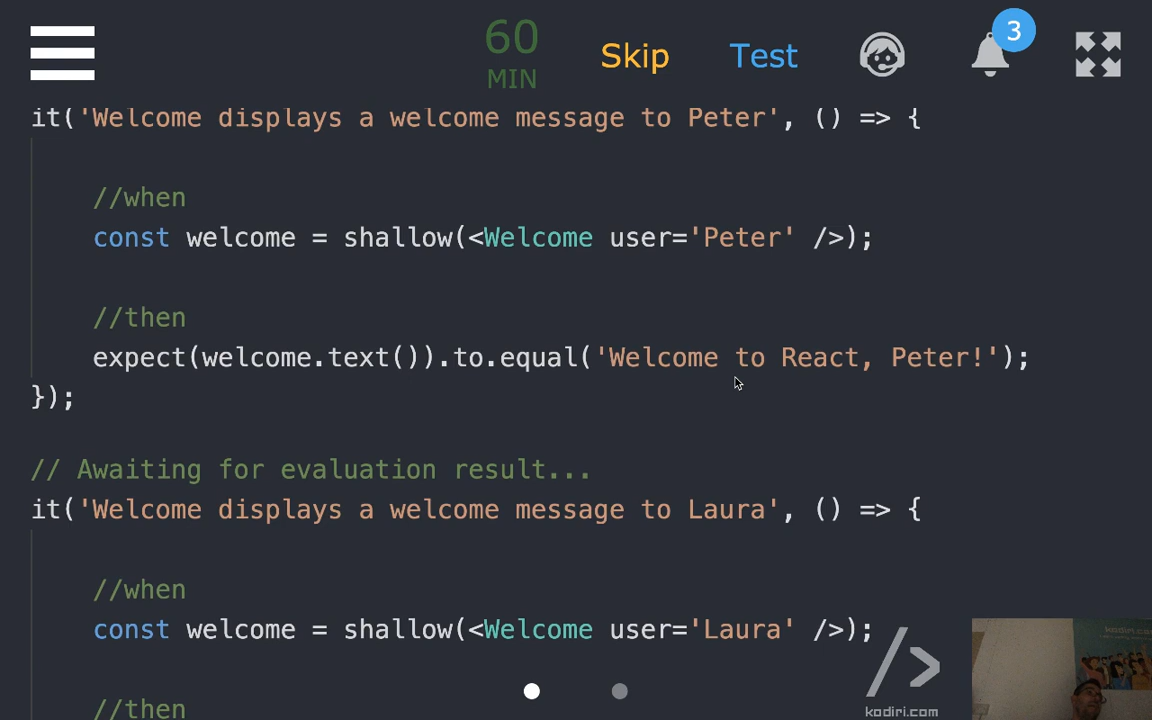 60
MIN
Skip
Test
3
it('Welcome displays a welcome message to Peter', () => {
//when
const welcome = shallow(<Welcome user='Peter' />);
//then
expect(welcome.text()).to.equal('Welcome to React, Peter!');
});
// Awaiting for evaluation result...
it('Welcome displays a welcome message to Laura', () => {
//when
const welcome = shallow(<Welcome user='Laura' />);
//then
/>
kodiri.com